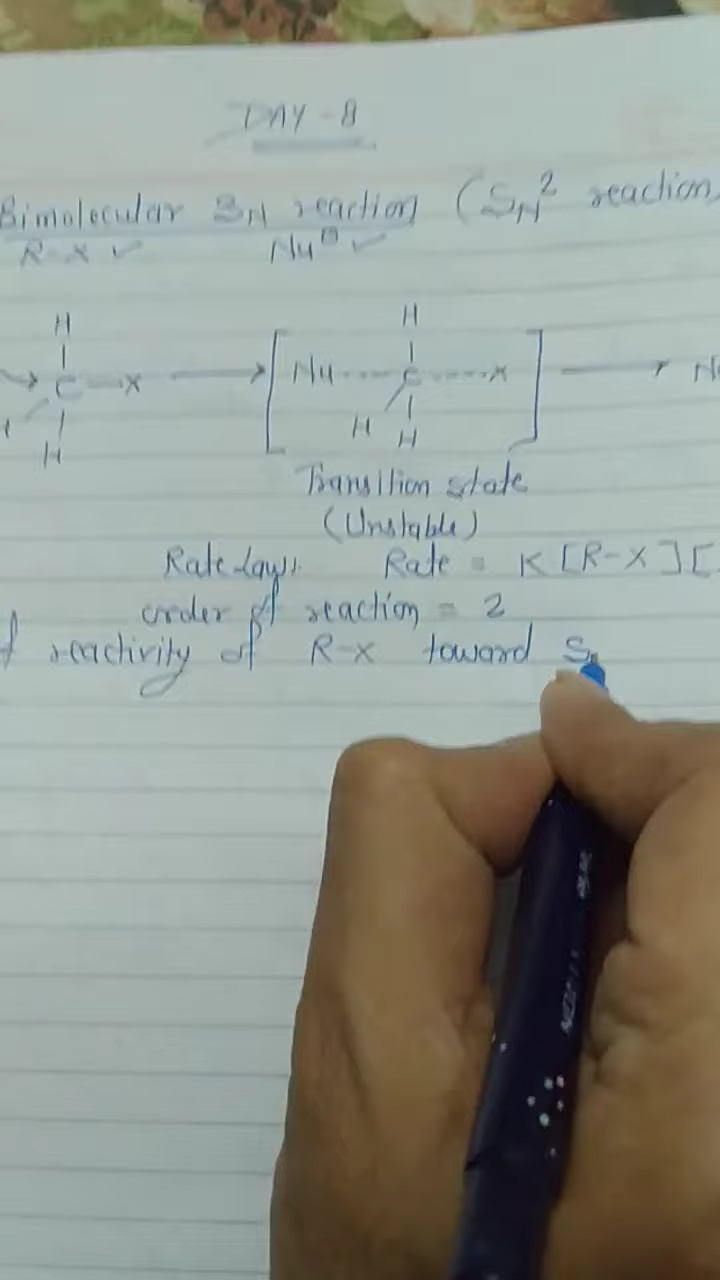 DAY - 8
Bimolecular SN reaction (SN2 reaction
R-X ✓ Nu⊖ ✓
H H
C — X [ Nu ---- C ---- X ] N
H H H
H
Transition state
(Unstable)
Rate Law: Rate = K [R-X] [
order of reaction = 2
f reactivity of R-X toward S